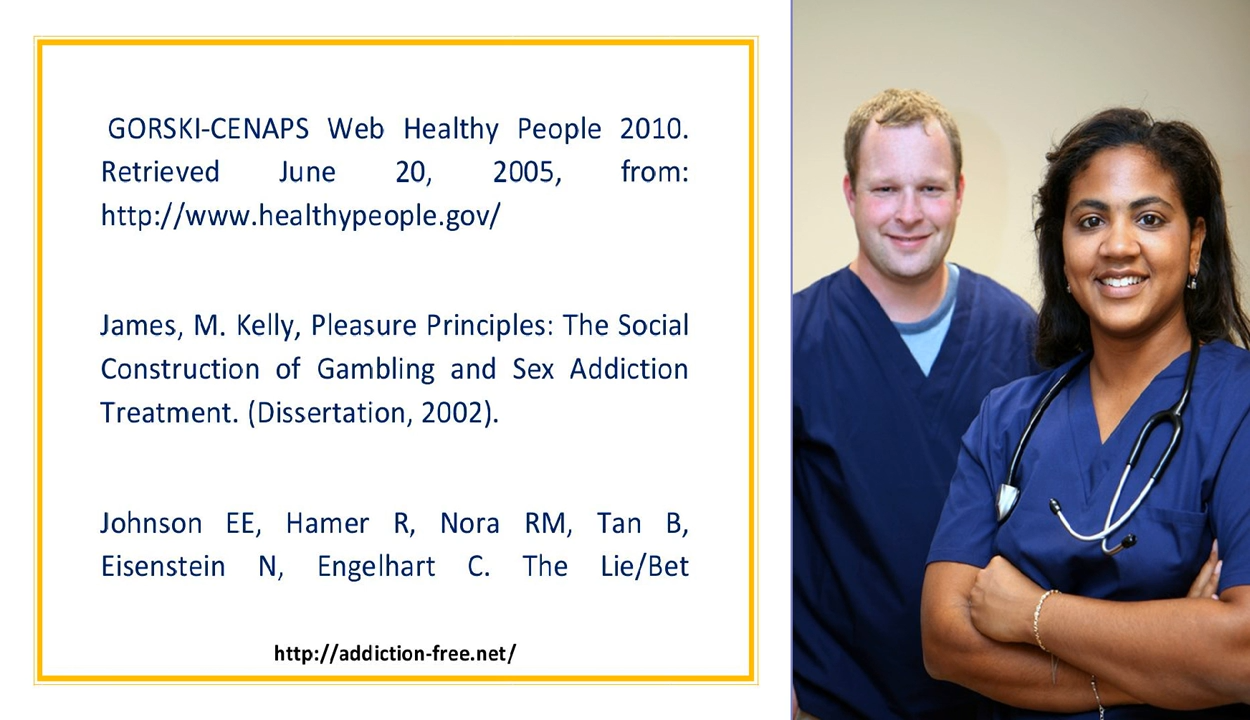 GORSKI-CENAPS Web Healthy People 2010.
Retrieved June 20, 2005, from:
http://www.healthypeople.gov/
James, M. Kelly, Pleasure Principles: The Social
Construction of Gambling and Sex Addiction
Treatment. (Dissertation, 2002).
Johnson EE, Hamer R, Nora RM, Tan B,
Eisenstein N, Engelhart C. The Lie/Bet
http://addiction-free.net/